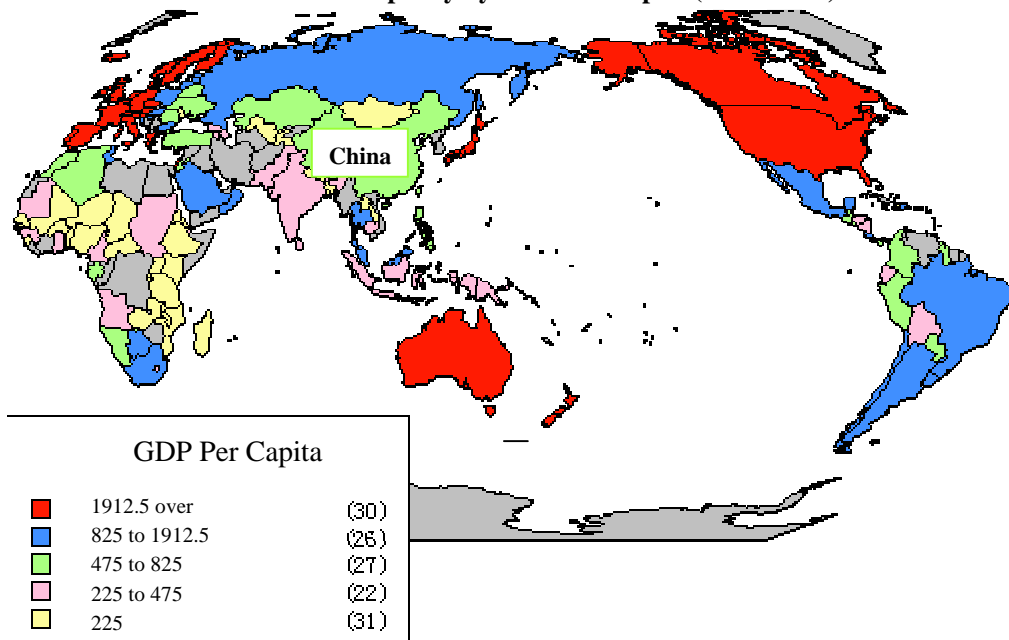 China
GDP Per Capita
1912.5 over (30)
825 to 1912.5 (26)
475 to 825 (27)
225 to 475 (22)
225 (31)